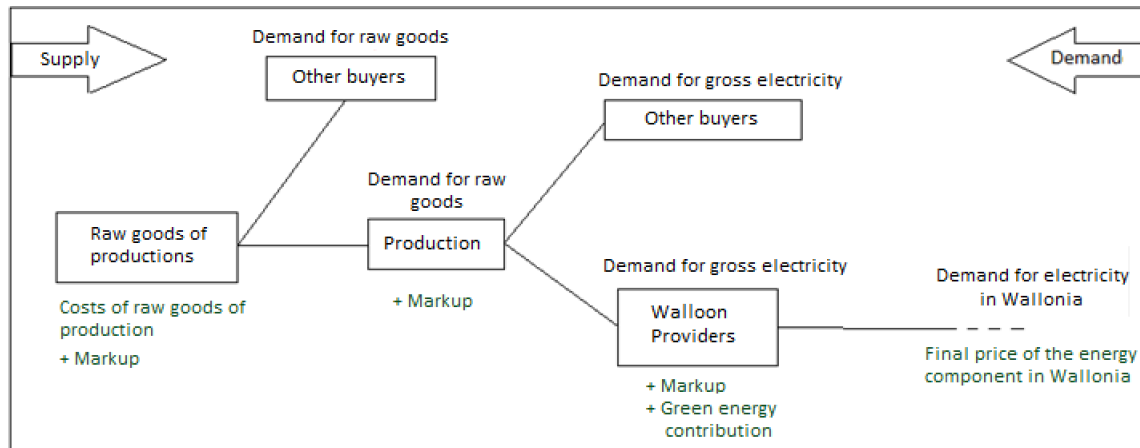 Supply
Demand for raw goods
Other buyers
Demand
Demand for gross electricity
Other buyers
Demand for raw
goods
Raw goods of
productions
Production
Costs of raw goods of
production
+ Markup
+ Markup
Demand for gross electricity
Walloon
Providers
+ Markup
+ Green energy
contribution
Demand for electricity
in Wallonia
Final price of the energy
component in Wallonia